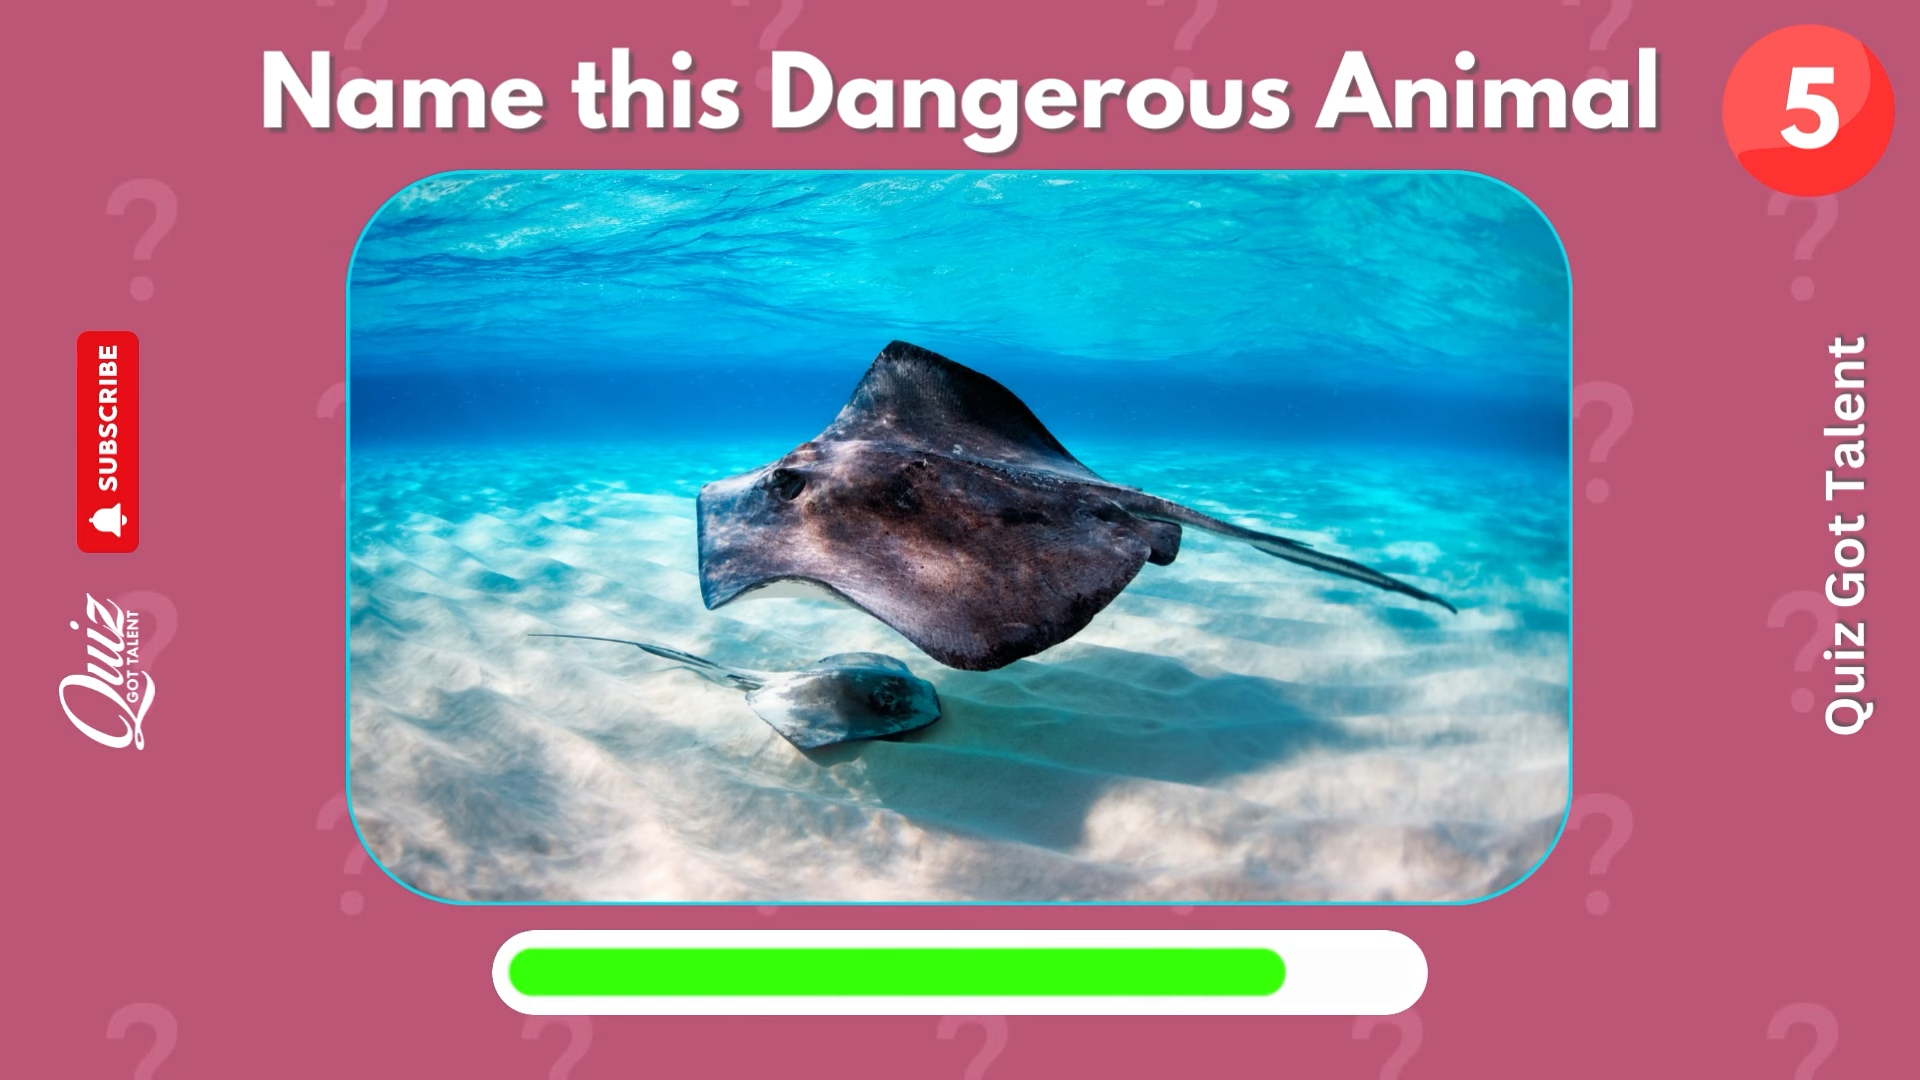 Name this Dangerous Animal
5
SUBSCRIBE
Quiz
GOT TALENT
Quiz Got Talent